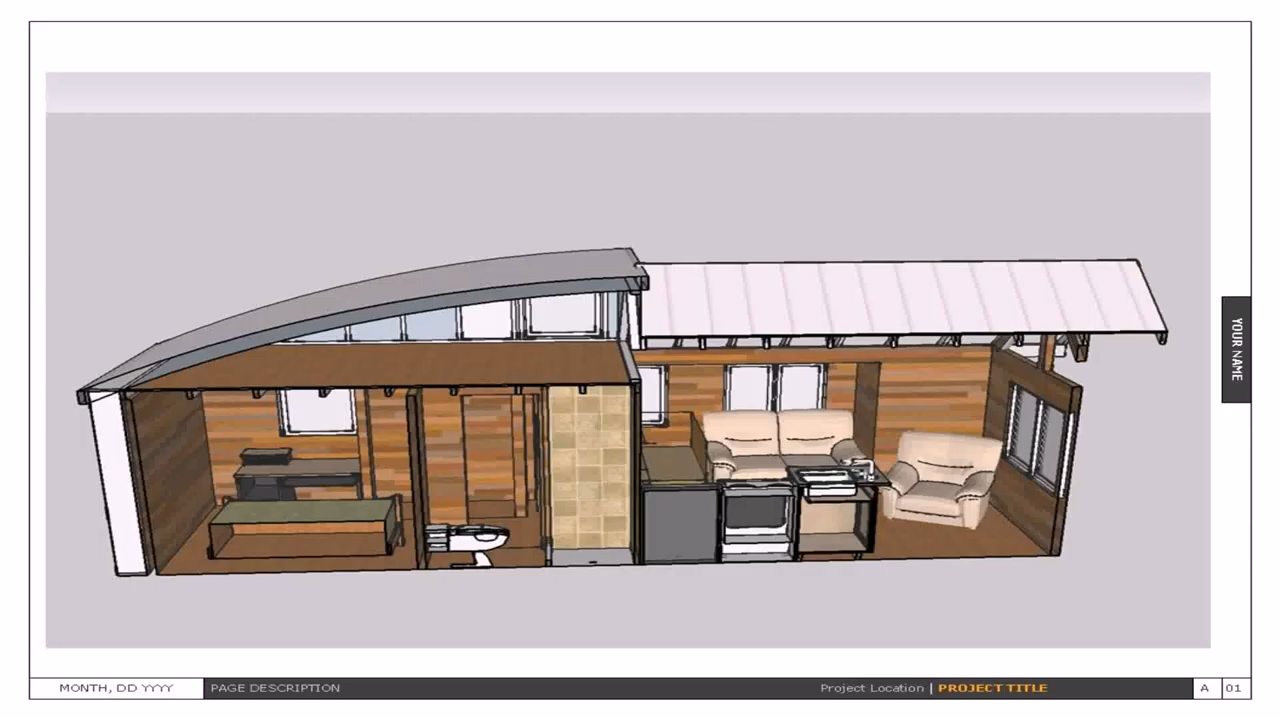 YOUR NAME
MONTH, DD YYYY
PAGE DESCRIPTION
Project Location | PROJECT TITLE
A 01